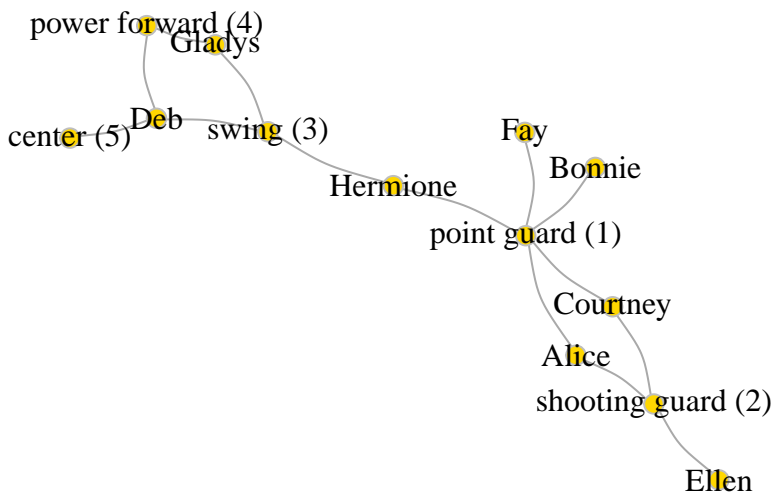 power forward (4)
Gladys
Deb
center (5)
swing (3)
Fay
Bonnie
Hermione
point guard (1)
Courtney
Alice
shooting guard (2)
Ellen